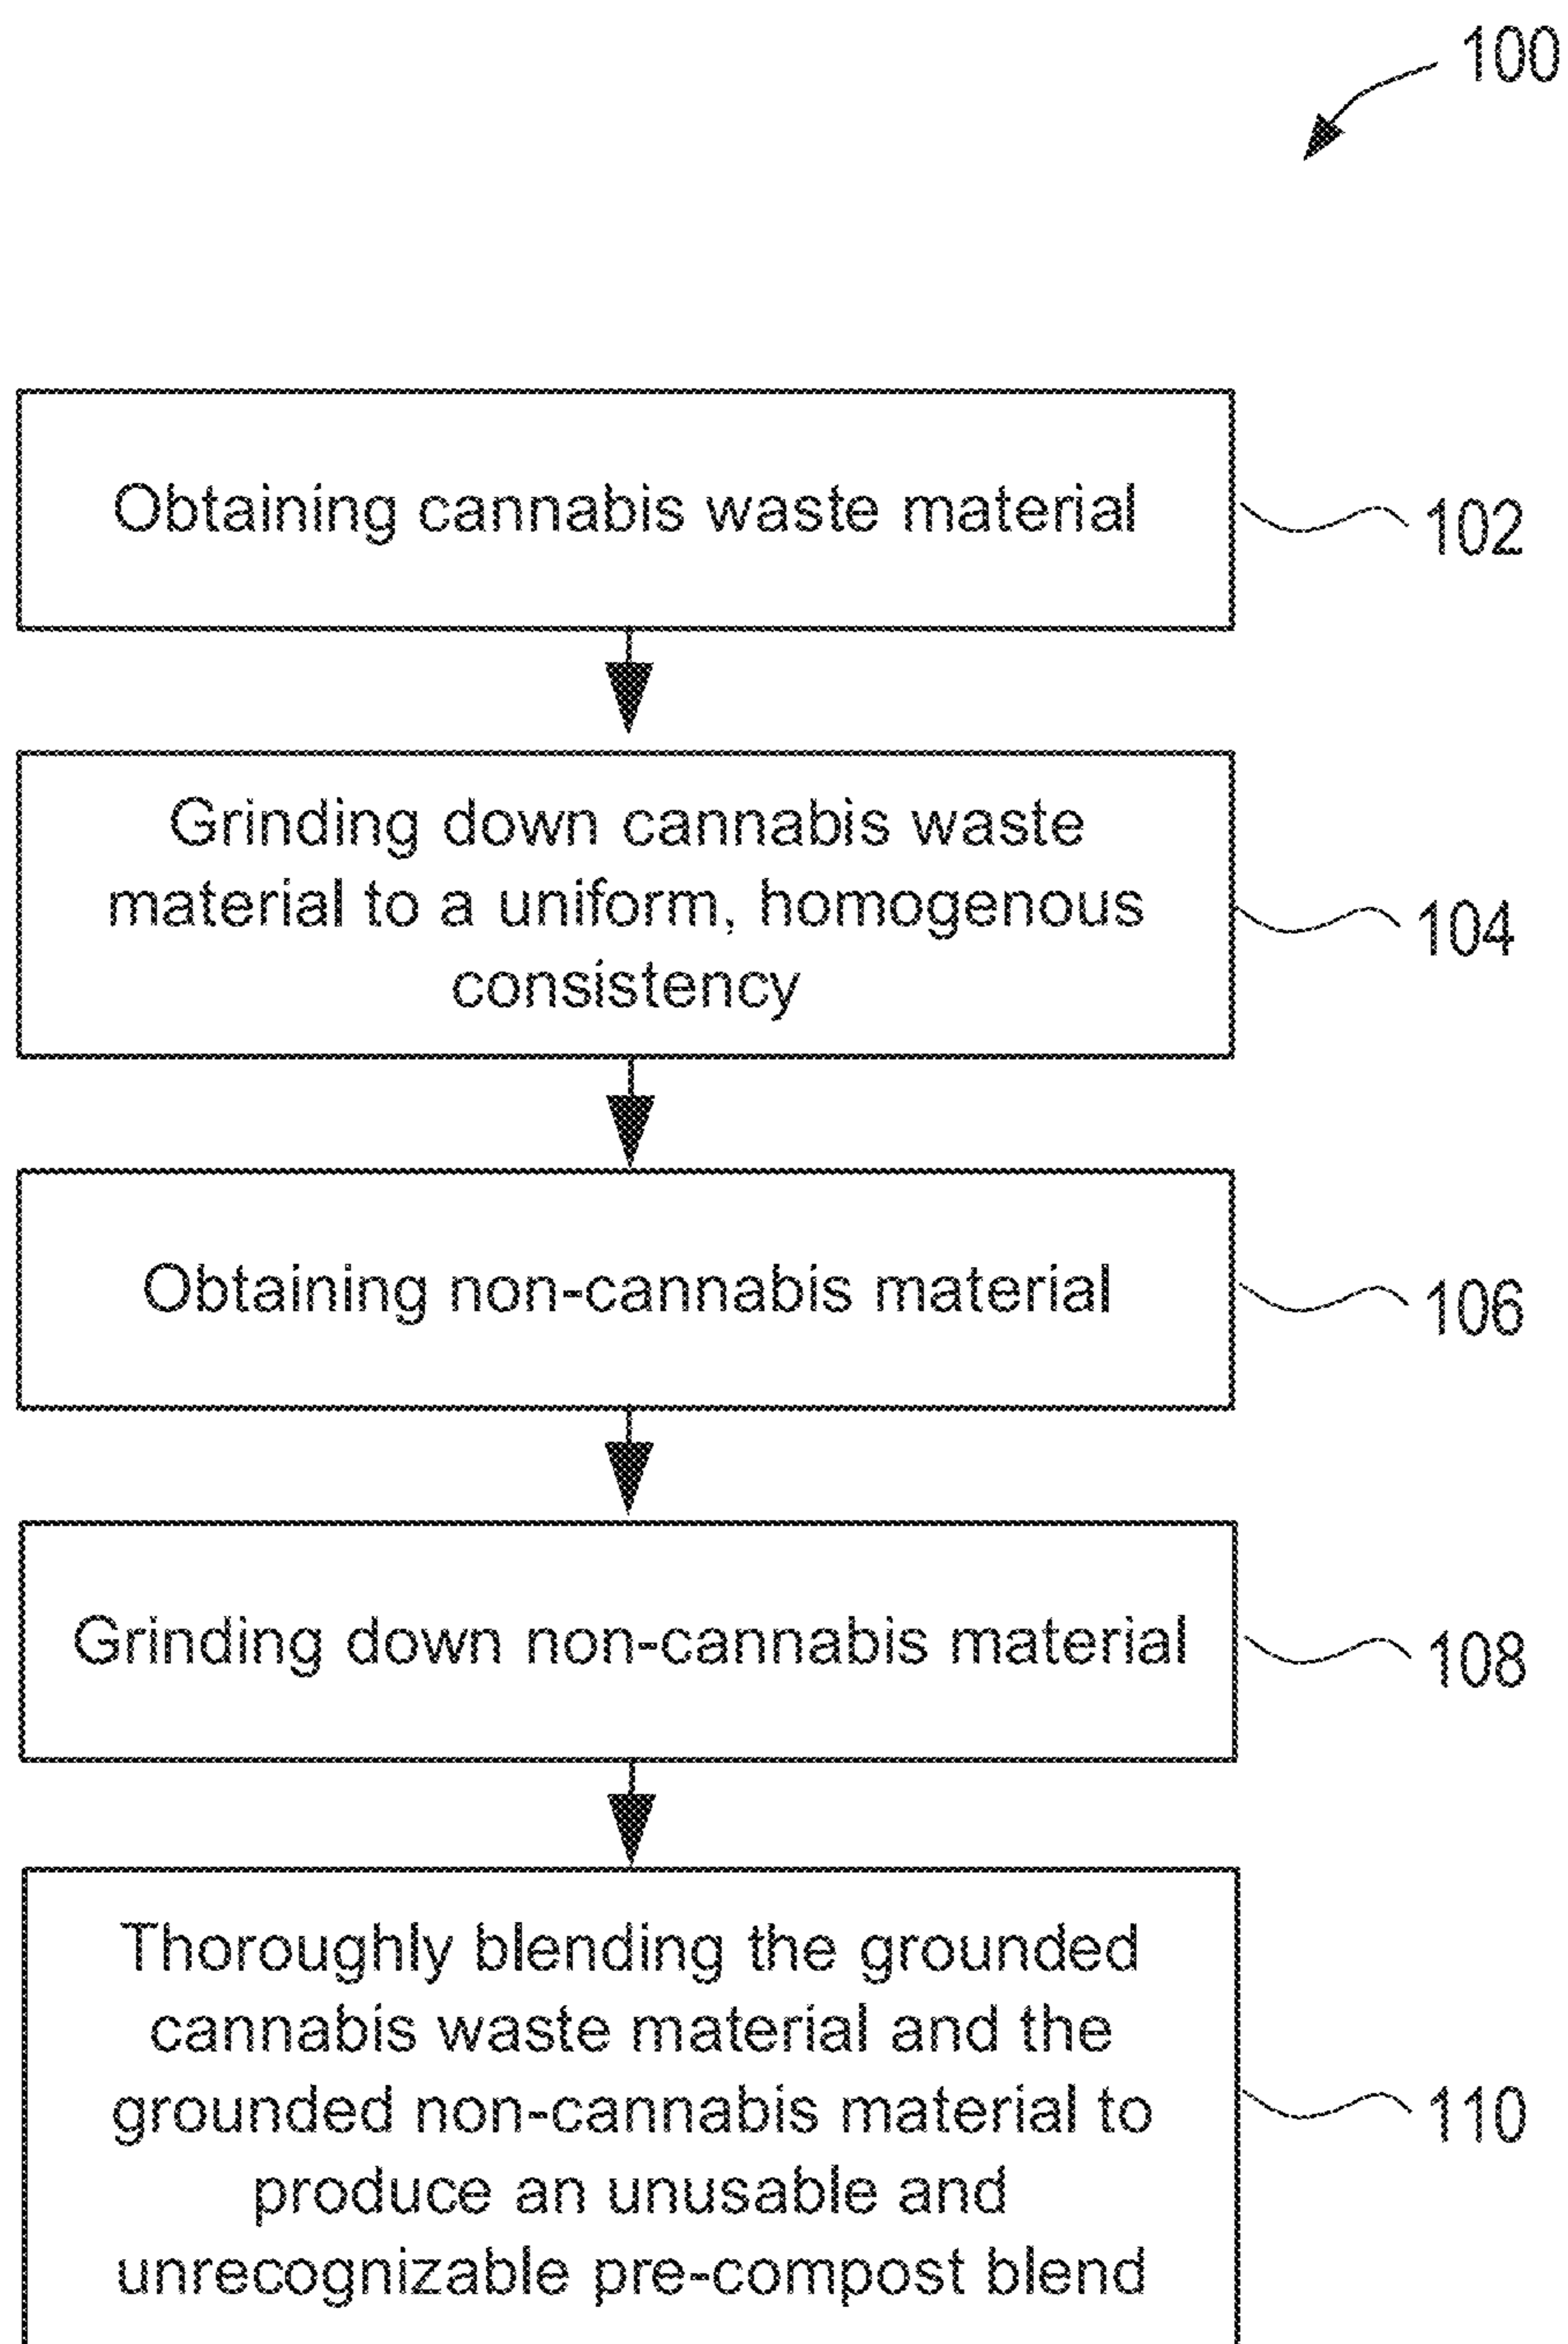 100
Obtaining cannabis waste material
102
Grinding down cannabis waste
material to a uniform, homogenous
consistency
104
Obtaining non-cannabis material
106
Grinding down non-cannabis material
108
Thoroughly blending the grounded
cannabis waste material and the
grounded non-cannabis material to
produce an unusable and
unrecognizable pre-compost blend
110